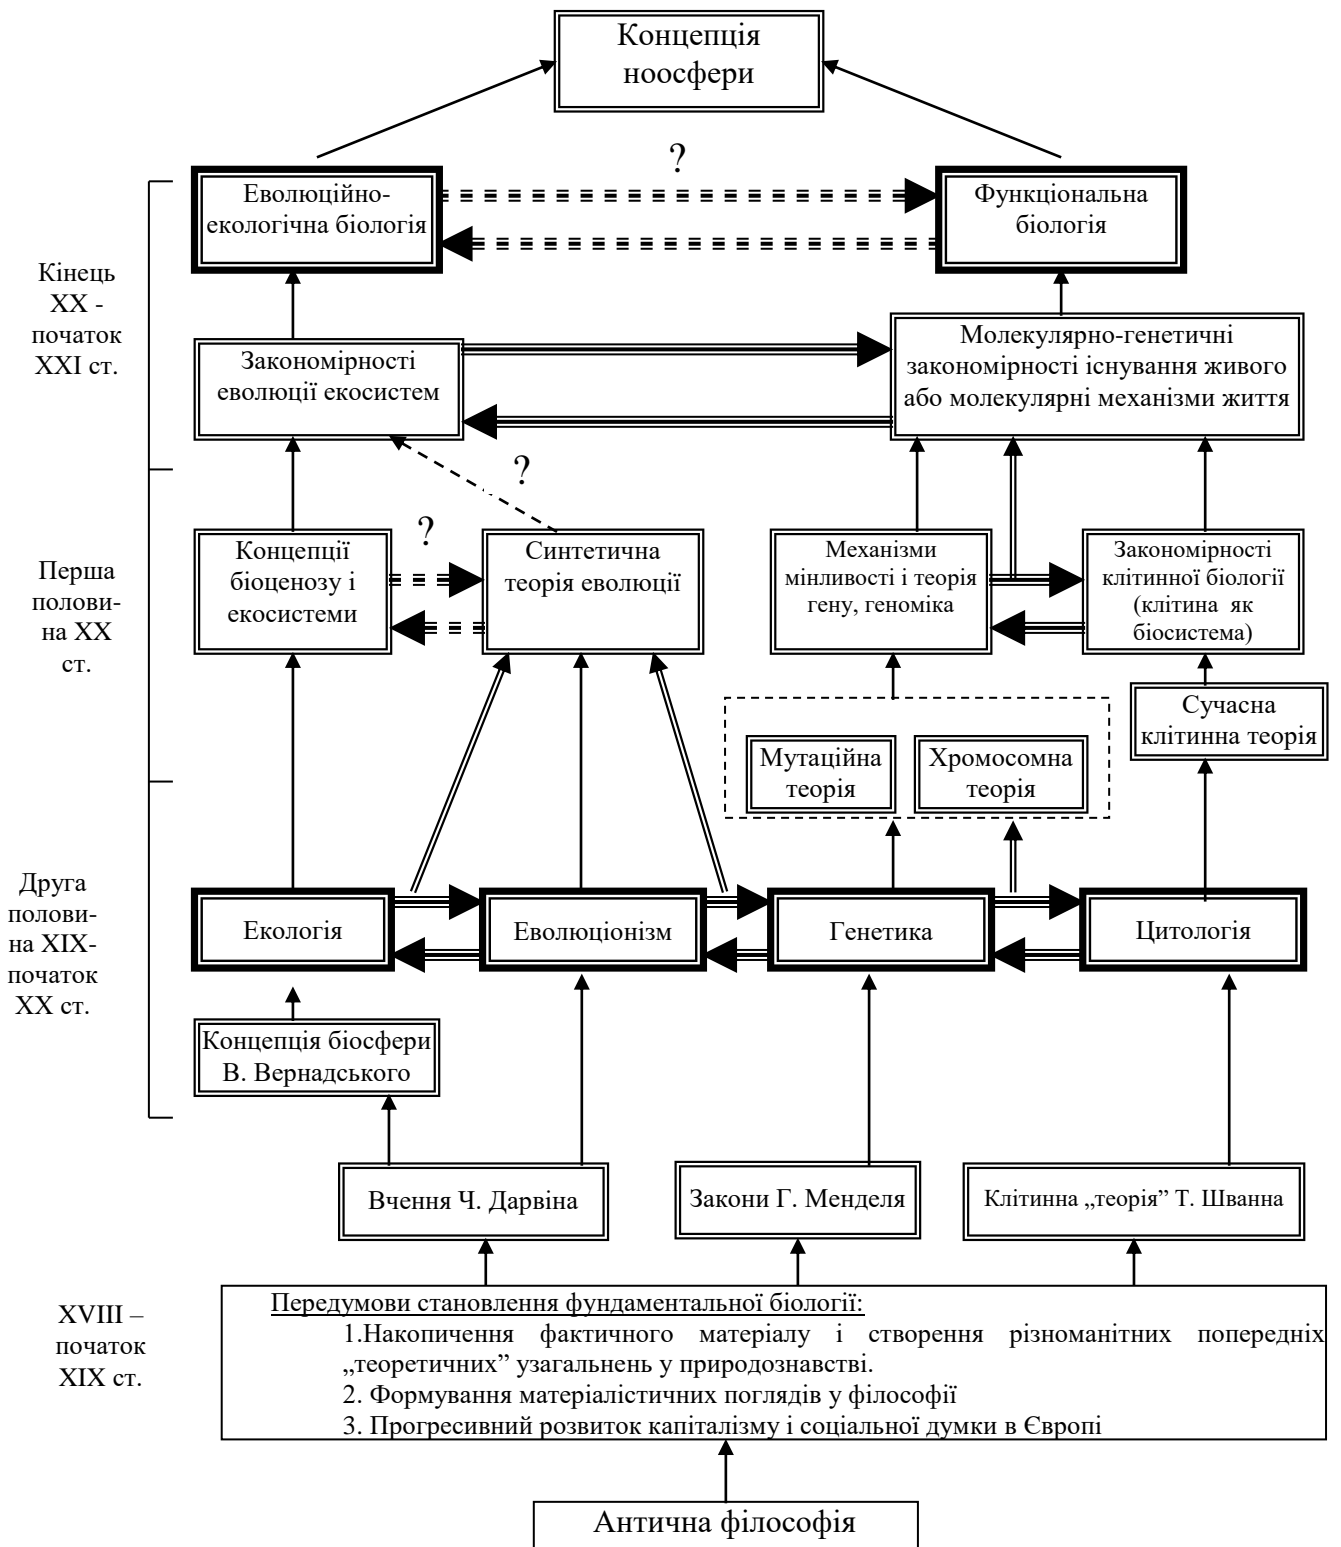 Концепція
ноосфери
?
Еволюційно-
екологічна біологія
Функціональна
біологія
Кінець
XX -
початок
XXI ст.
Закономірності
еволюції екосистем
Молекулярно-генетичні
закономірності існування живого
або молекулярні механізми життя
?
?
Перша
полови-
на XX
ст.
Концепції
біоценозу і
екосистеми
Синтетична
теорія еволюції
Механізми
мінливості і теорія
гену, геноміка
Закономірності
клітинної біології
(клітина як
біосистема)
Сучасна
клітинна теорія
Мутаційна
теорія
Хромосомна
теорія
Друга
полови-
на XIX-
початок
XX ст.
Екологія
Еволюціонізм
Генетика
Цитологія
Концепція біосфери
В. Вернадського
Вчення Ч. Дарвіна
Закони Г. Менделя
Клітинна „теорія” Т. Шванна
XVIII –
початок
XIX ст.
Передумови становлення фундаментальної біології:
1.Накопичення фактичного матеріалу і створення різноманітних попередніх
„теоретичних” узагальнень у природознавстві.
2. Формування матеріалістичних поглядів у філософії
3. Прогресивний розвиток капіталізму і соціальної думки в Європі
Антична філософія